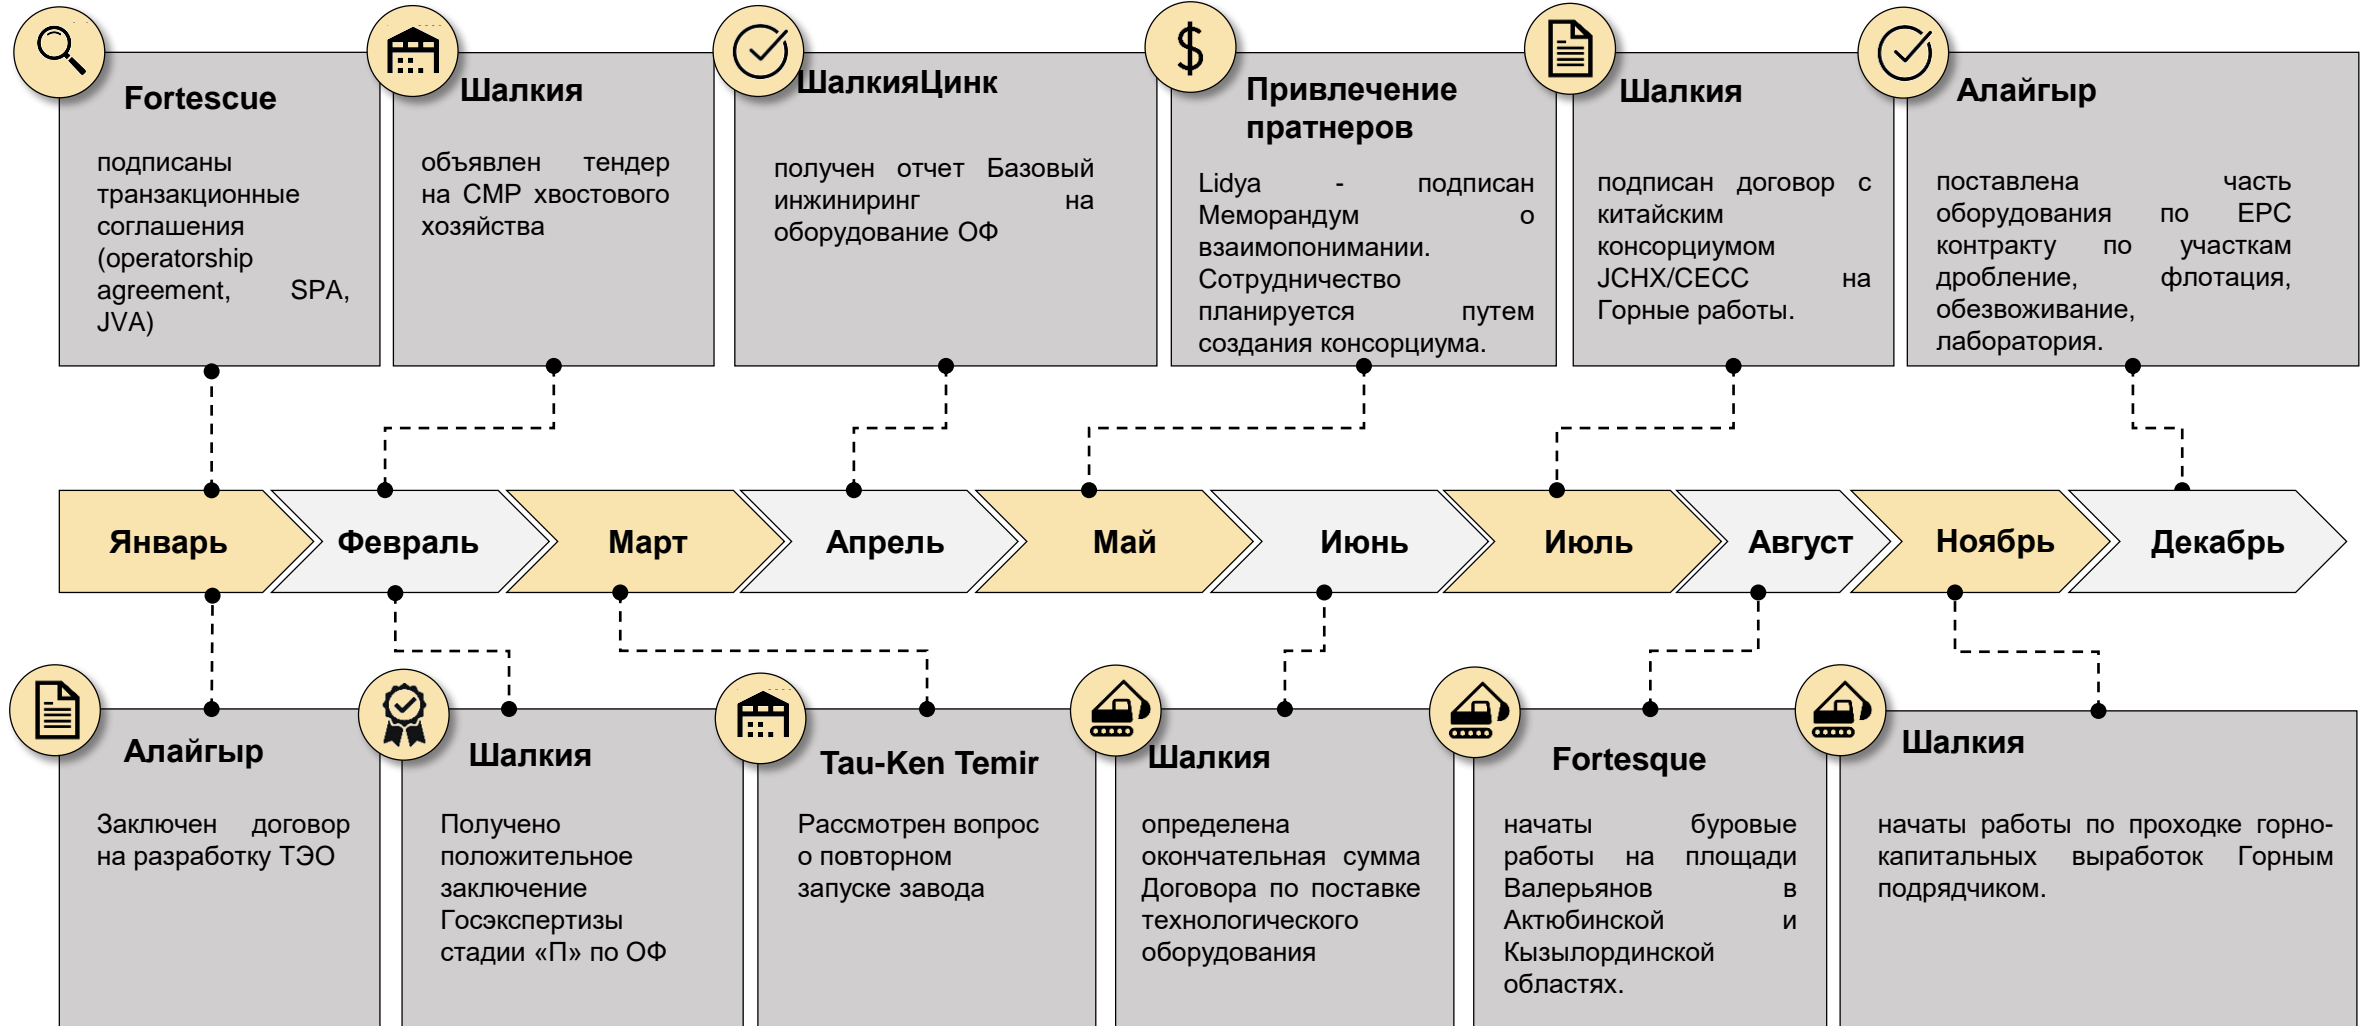 Fortescue
подписаны
транзакционные
соглашения
(operatorship
agreement, SPA,
JVA)
Шалкия
объявлен тендер
на СМР хвостового
хозяйства
ШалкияЦинк
получен отчет Базовый
инжиниринг на
оборудование ОФ
Привлечение
пратнеров
Lidya - подписан
Меморандум о
взаимопонимании.
Сотрудничество
планируется путем
создания консорциума.
Шалкия
подписан договор с
китайским
консорциумом
JCHX/CECC на
Горные работы.
Алайгыр
поставлена часть
оборудования по EPC
контракту по участкам
дробление, флотация,
обезвоживание,
лаборатория.
Январь
Февраль
Март
Апрель
Май
Июнь
Июль
Август
Ноябрь
Декабрь
Алайгыр
Заключен договор
на разработку ТЭО
Шалкия
Получено
положительное
заключение
Госэкспертизы
стадии «П» по ОФ
Tau-Ken Temir
Рассмотрен вопрос
о повторном
запуске завода
Шалкия
определена
окончательная сумма
Договора по поставке
технологического
оборудования
Fortesque
начаты буровые
работы на площади
Валерьянов в
Актюбинской и
Кызылординской
областях.
Шалкия
начаты работы по проходке горно-
капитальных выработок Горным
подрядчиком.